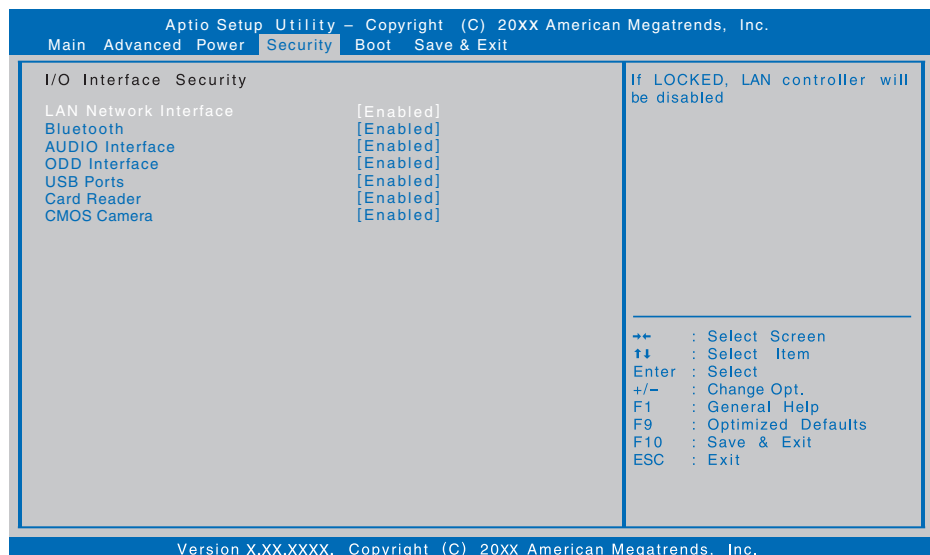 Aptio Setup Utility – Copyright (C) 20XX American Megatrends, Inc.
Main Advanced Power Security Boot Save & Exit
I/O Interface Security
LAN Network Interface [Enabled]
Bluetooth [Enabled]
AUDIO Interface [Enabled]
ODD Interface [Enabled]
USB Ports [Enabled]
Card Reader [Enabled]
CMOS Camera [Enabled]
If LOCKED, LAN controller will
be disabled
→← : Select Screen
↑↓ : Select Item
Enter : Select
+/– : Change Opt.
F1 : General Help
F9 : Optimized Defaults
F10 : Save & Exit
ESC : Exit
Version X.XX.XXXX. Copyright (C) 20XX American Megatrends, Inc.